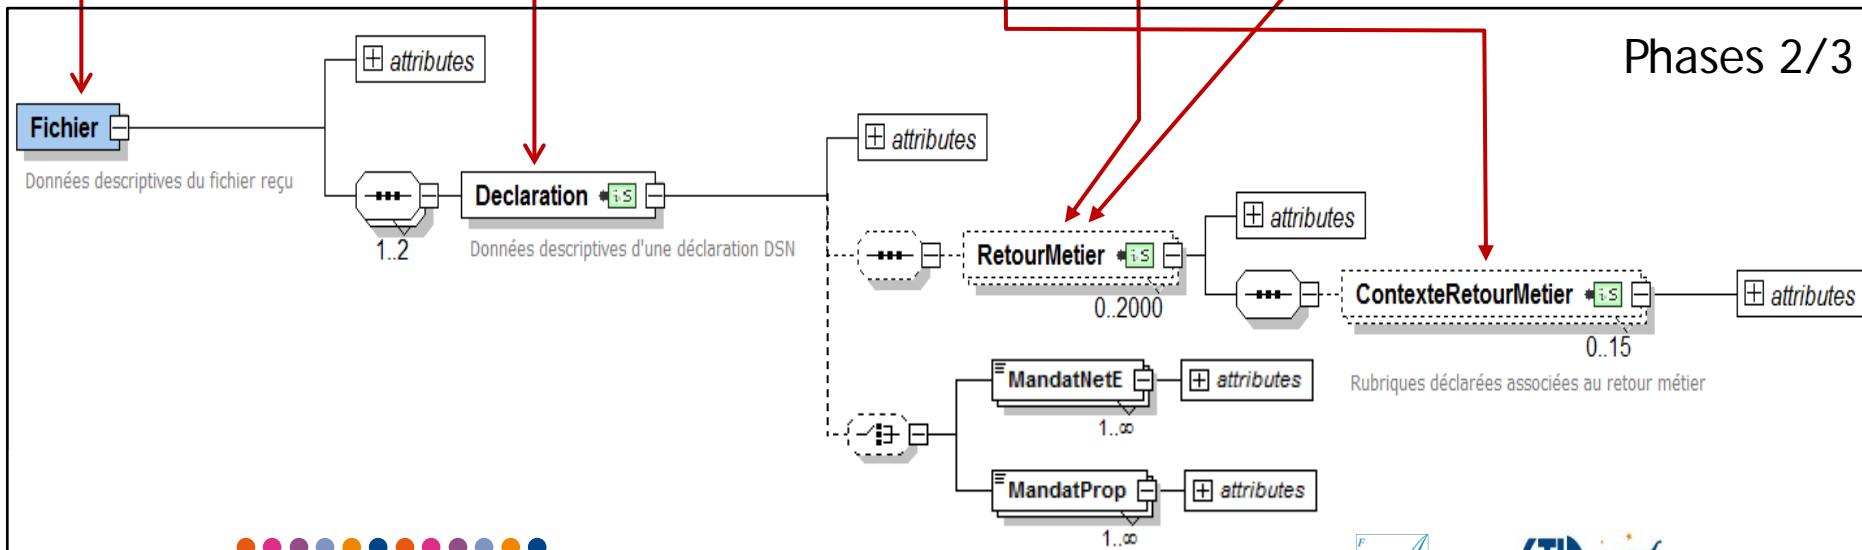 Phases 2/3
attributes
Fichier
Données descriptives du fichier reçu
attributes
Declaration
1..2
Données descriptives d'une déclaration DSN
attributes
RetourMetier
0..2000
ContexteRetourMetier
attributes
0..15
Rubriques déclarées associées au retour métier
MandatNetE
attributes
1..∞
MandatProp
attributes
1..∞